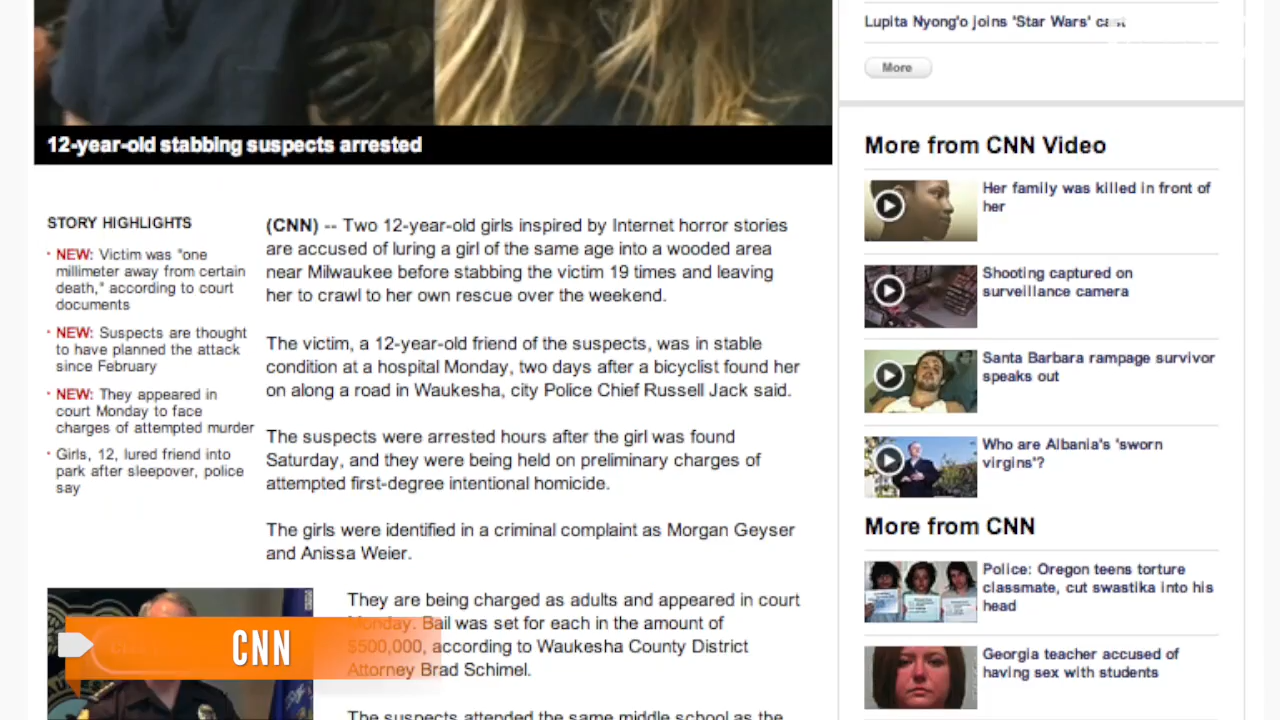 Lupita Nyong'o joins 'Star Wars' cast
More
12-year-old stabbing suspects arrested
More from CNN Video
Her family was killed in front of
her
Shooting captured on
surveillance camera
Santa Barbara rampage survivor
speaks out
Who are Albania's 'sworn
virgins'?
More from CNN
Police: Oregon teens torture
classmate, cut swastika into his
head
Georgia teacher accused of
having sex with students
STORY HIGHLIGHTS
NEW: Victim was "one
millimeter away from certain
death," according to court
documents
NEW: Suspects are thought
to have planned the attack
since February
NEW: They appeared in
court Monday to face
charges of attempted murder
Girls, 12, lured friend into
park after sleepover, police
say
(CNN) -- Two 12-year-old girls inspired by Internet horror stories
are accused of luring a girl of the same age into a wooded area
near Milwaukee before stabbing the victim 19 times and leaving
her to crawl to her own rescue over the weekend.
The victim, a 12-year-old friend of the suspects, was in stable
condition at a hospital Monday, two days after a bicyclist found her
on along a road in Waukesha, city Police Chief Russell Jack said.
The suspects were arrested hours after the girl was found
Saturday, and they were being held on preliminary charges of
attempted first-degree intentional homicide.
The girls were identified in a criminal complaint as Morgan Geyser
and Anissa Weier.
They are being charged as adults and appeared in court
Monday. Bail was set for each in the amount of
$500,000, according to Waukesha County District
Attorney Brad Schimel.
The suspects attended the same middle school as the
CNN